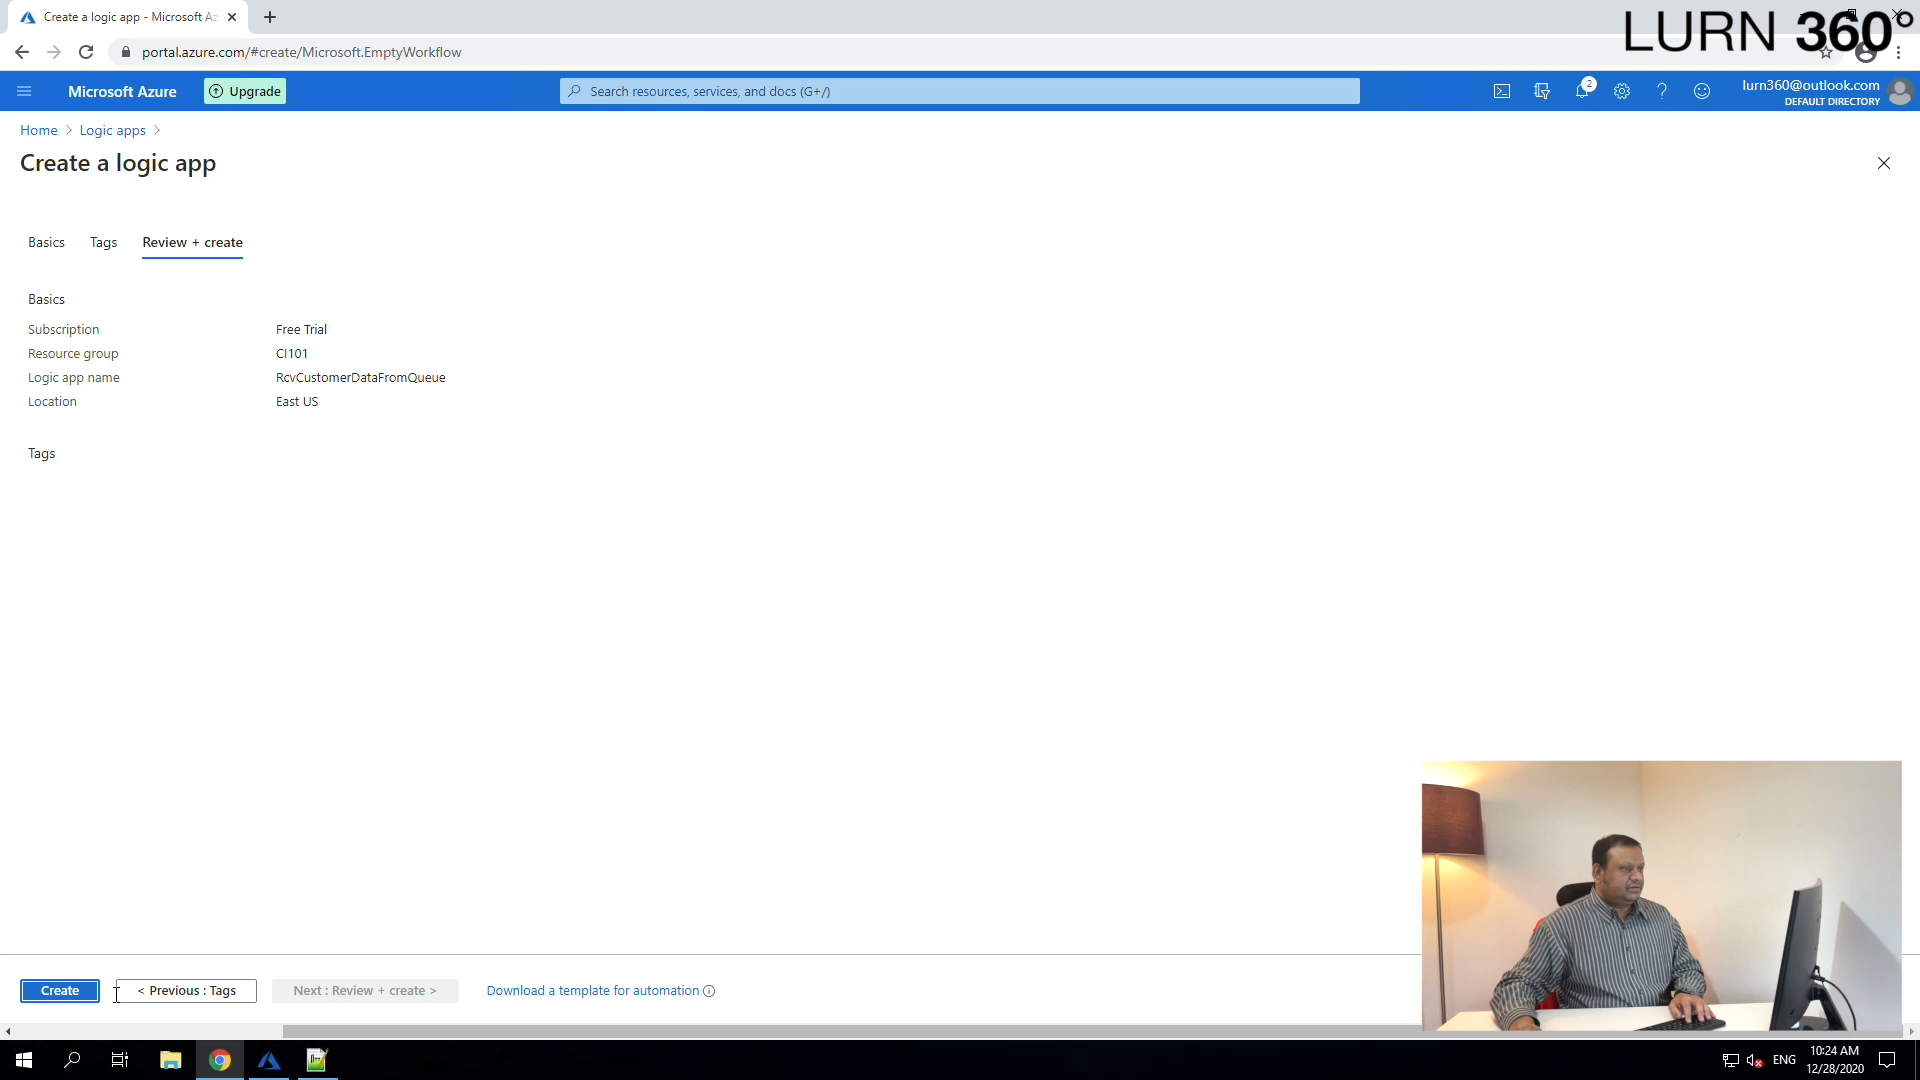 Create a logic app - Microsoft Az
LURN 360°
portal.azure.com/#create/Microsoft.EmptyWorkflow
Microsoft Azure
Upgrade
Search resources, services, and docs (G+/)
2
lurn360@outlook.com
DEFAULT DIRECTORY
Home > Logic apps >
Create a logic app
Basics Tags Review + create
Basics
Subscription Free Trial
Resource group CI101
Logic app name RcvCustomerDataFromQueue
Location East US
Tags
Create < Previous : Tags Next : Review + create > Download a template for automation
ENG
10:24 AM
12/28/2020